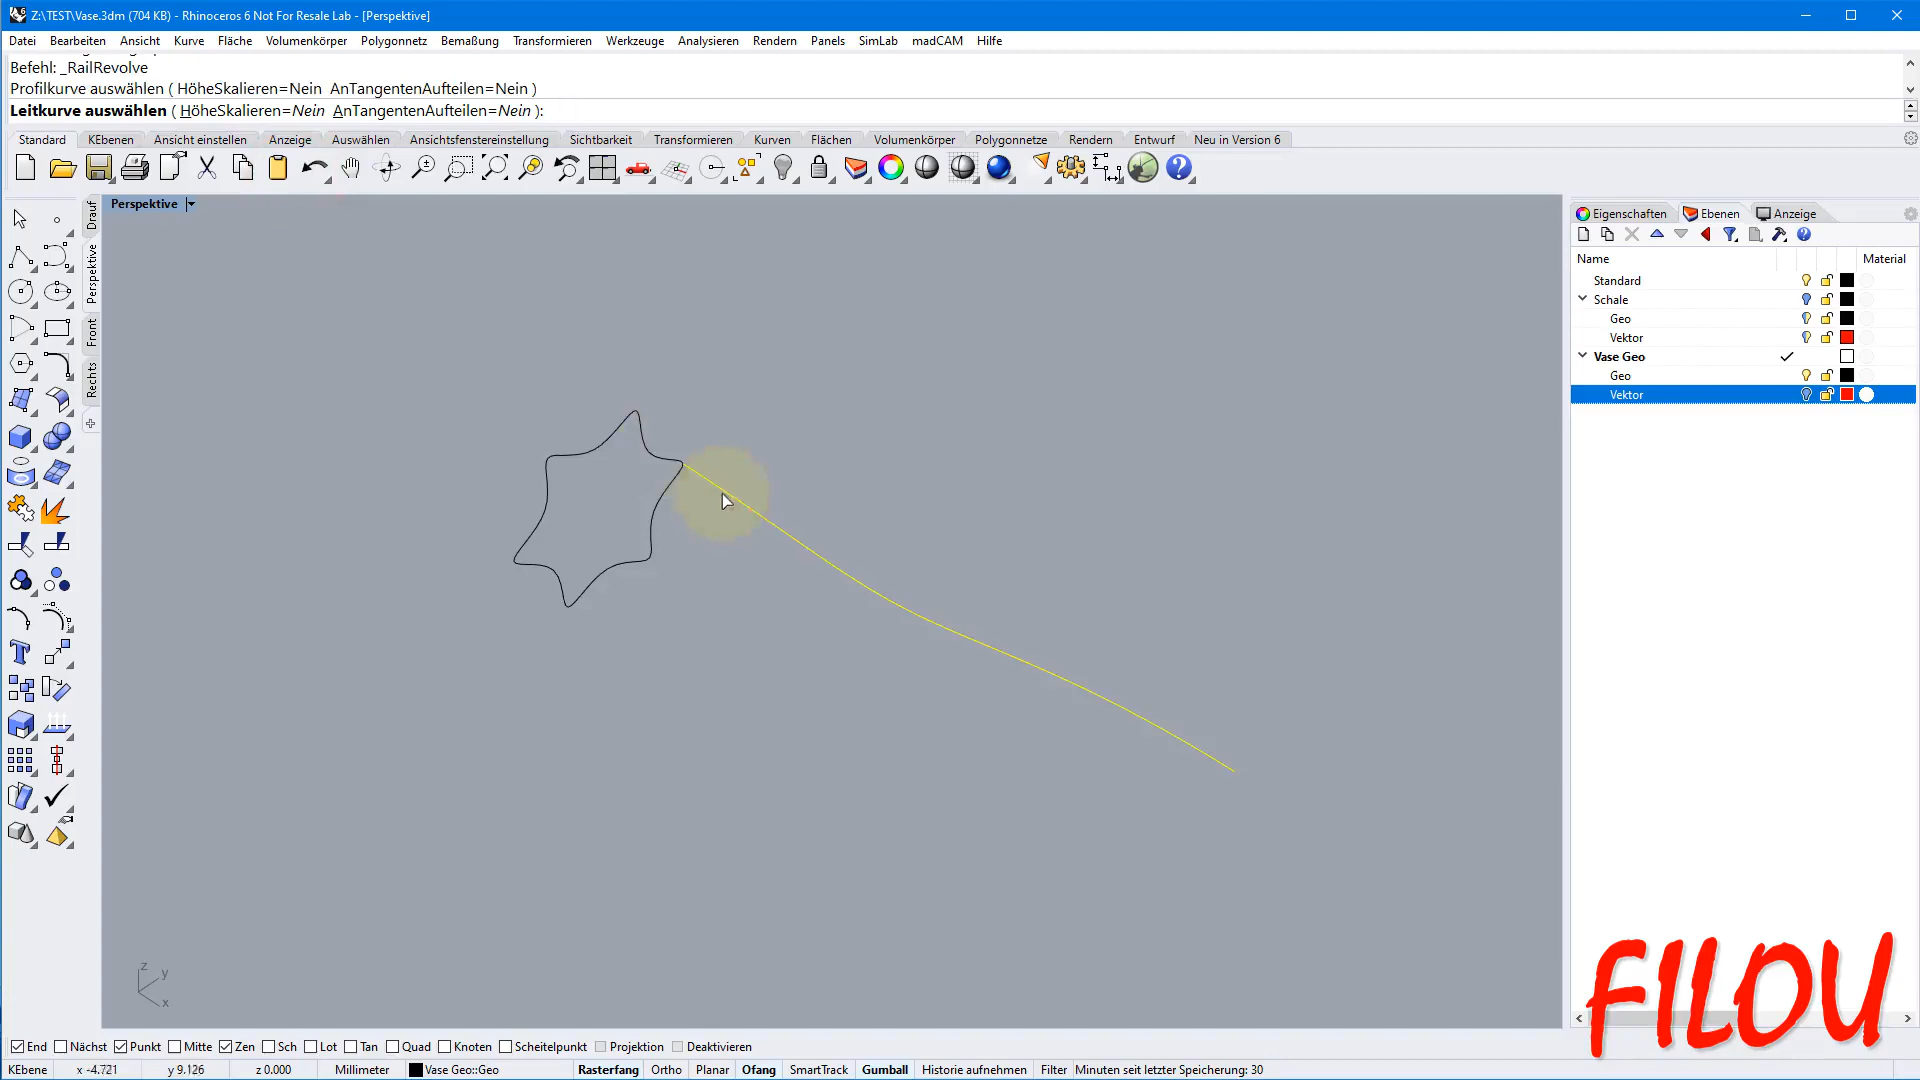 Z:\TEST\Vase.3dm (704 KB) - Rhinoceros 6 Not For Resale Lab - [Perspektive]
Datei Bearbeiten Ansicht Kurve Fläche Volumenkörper Polygonnetz Bemaßung Transformieren Werkzeuge Analysieren Rendern Panels SimLab madCAM Hilfe
Befehl: _RailRevolve
Profilkurve auswählen ( HöheSkalieren=Nein AnTangentenAufteilen=Nein )
Leitkurve auswählen ( HöheSkalieren=Nein AnTangentenAufteilen=Nein ):
Standard KEbenen Ansicht einstellen Anzeige Auswählen Ansichtsfenstereinstellung Sichtbarkeit Transformieren Kurven Flächen Volumenkörper Polygonnetze Rendern Entwurf Neu in Version 6
Perspektive
Drauf
Perspektive
Front
Rechts
Eigenschaften Ebenen Anzeige
Name Material
Standard
Schale
Geo
Vektor
Vase Geo
Geo
Vektor
z
y
x
FILOU
End Nächst Punkt Mitte Zen Sch Lot Tan Quad Knoten Scheitelpunkt Projektion Deaktivieren
KEbene x -4.721 y 9.126 z 0.000 Millimeter Vase Geo::Geo Rasterfang Ortho Planar Ofang SmartTrack Gumball Historie aufnehmen Filter Minuten seit letzter Speicherung: 30